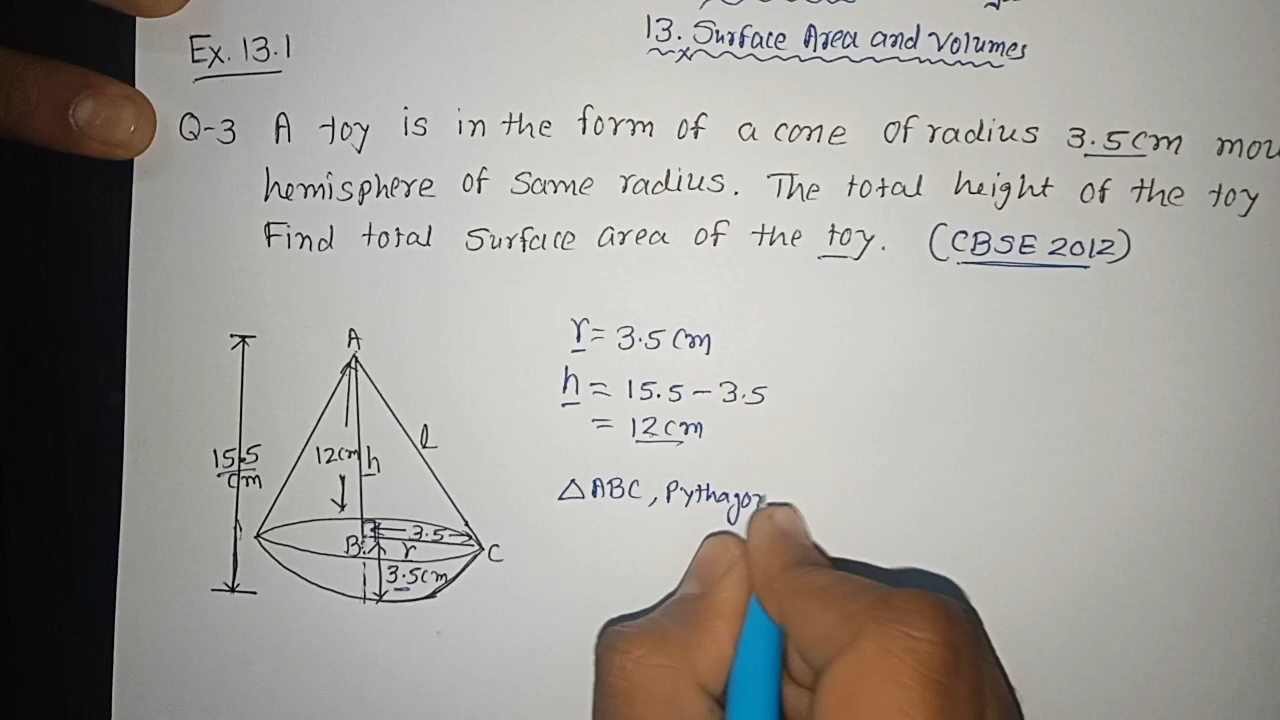 Ex. 13.1
13. Surface Area and Volumes
Q-3 A toy is in the form of a cone of radius 3.5cm
hemisphere of same radius. The total height of the toy
Find total surface area of the toy. (CBSE 2012)
r = 3.5 cm
h = 15.5 - 3.5
= 12cm
△ABC, Pythagor
A
l
15.5
cm
12cm
h
3.5
B
r
C
3.5cm